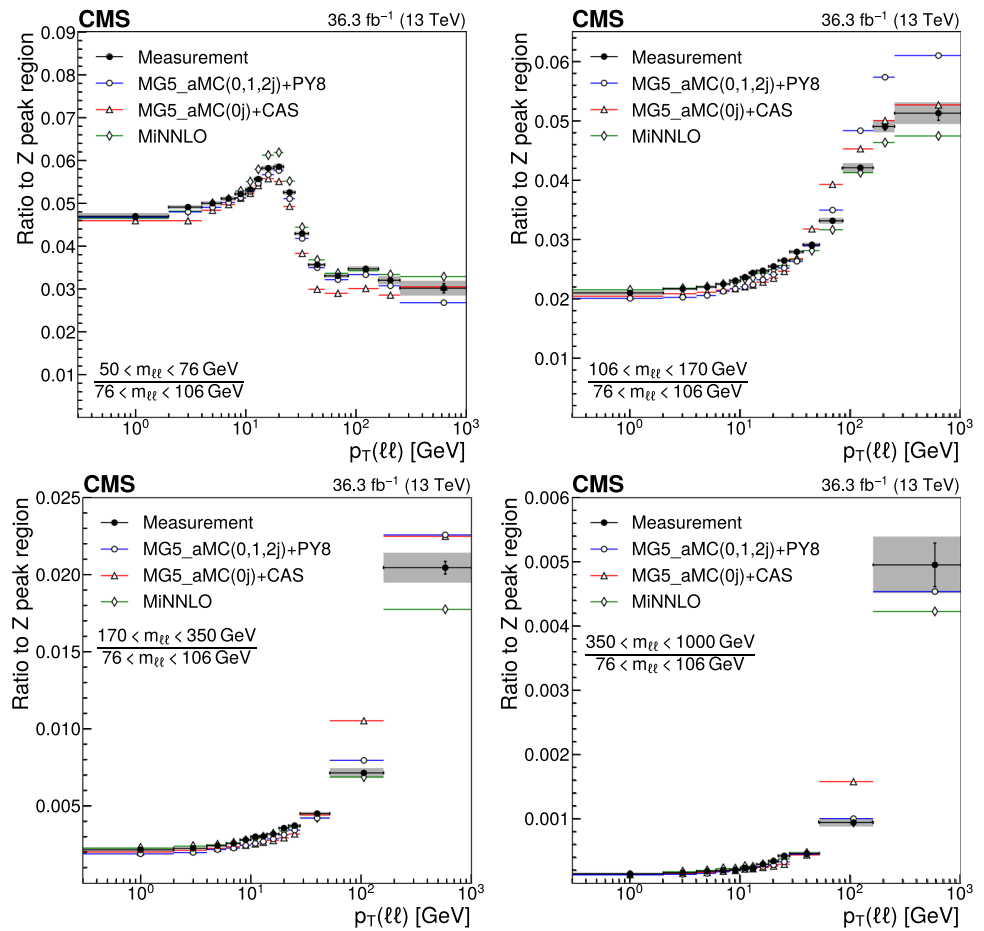 CMS
36.3 fb⁻¹ (13 TeV)
Ratio to Z peak region
0.09
0.08
0.07
0.06
0.05
0.04
0.03
0.02
0.01
Measurement
MG5_aMC(0,1,2j)+PY8
MG5_aMC(0j)+CAS
MiNNLO
50 < mℓℓ < 76 GeV
76 < mℓℓ < 106 GeV
10⁰ 10¹ 10² 10³
pT(ℓℓ) [GeV]
CMS
36.3 fb⁻¹ (13 TeV)
Ratio to Z peak region
0.06
0.05
0.04
0.03
0.02
0.01
Measurement
MG5_aMC(0,1,2j)+PY8
MG5_aMC(0j)+CAS
MiNNLO
106 < mℓℓ < 170 GeV
76 < mℓℓ < 106 GeV
10⁰ 10¹ 10² 10³
pT(ℓℓ) [GeV]
CMS
36.3 fb⁻¹ (13 TeV)
Ratio to Z peak region
0.025
0.020
0.015
0.010
0.005
Measurement
MG5_aMC(0,1,2j)+PY8
MG5_aMC(0j)+CAS
MiNNLO
170 < mℓℓ < 350 GeV
76 < mℓℓ < 106 GeV
10⁰ 10¹ 10² 10³
pT(ℓℓ) [GeV]
CMS
36.3 fb⁻¹ (13 TeV)
Ratio to Z peak region
0.006
0.005
0.004
0.003
0.002
0.001
Measurement
MG5_aMC(0,1,2j)+PY8
MG5_aMC(0j)+CAS
MiNNLO
350 < mℓℓ < 1000 GeV
76 < mℓℓ < 106 GeV
10⁰ 10¹ 10² 10³
pT(ℓℓ) [GeV]